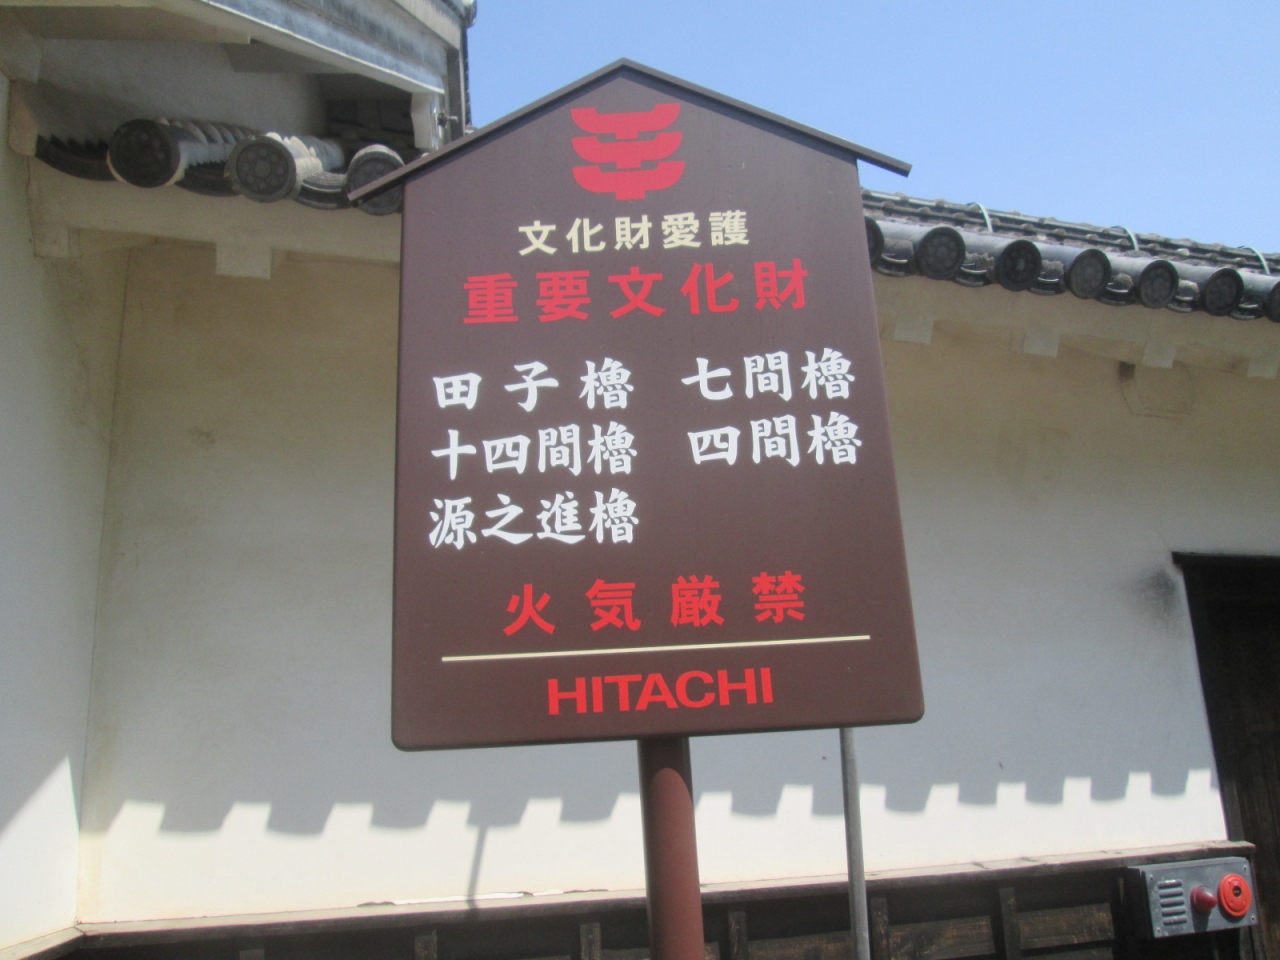 文化財愛護
重要文化財
田子櫓 七間櫓
十四間櫓 四間櫓
源之進櫓
火気厳禁
HITACHI